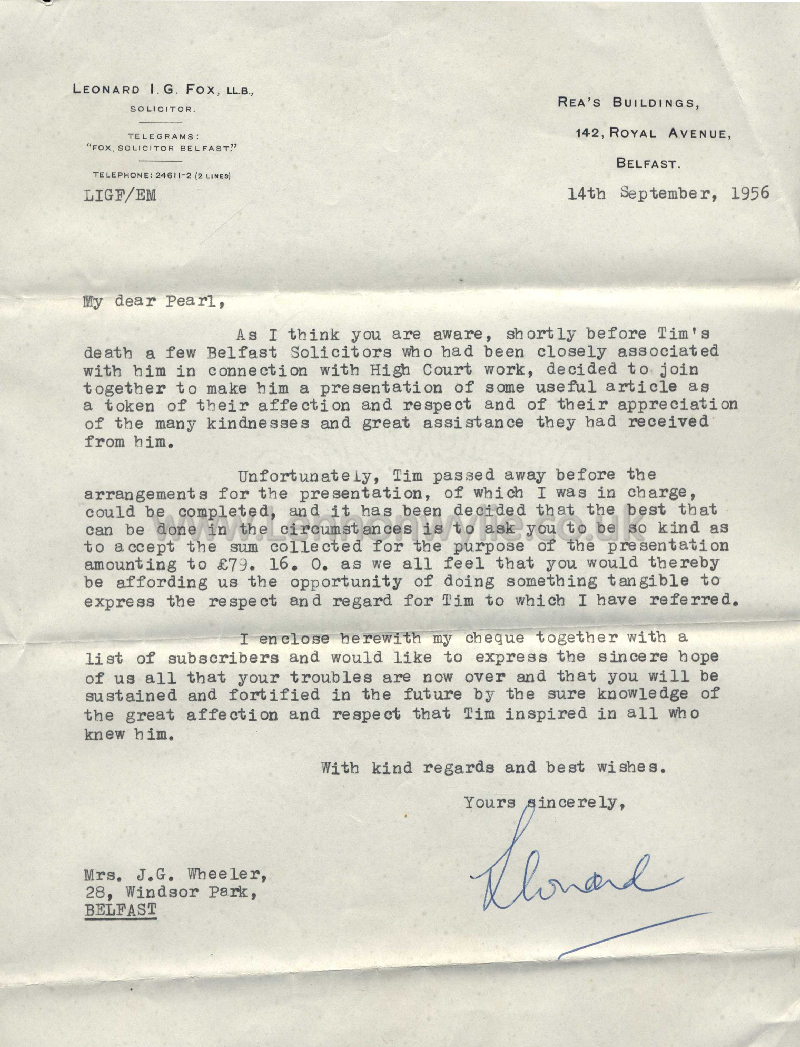 LEONARD I. G. FOX, LL.B.,
SOLICITOR.
TELEGRAMS:
"FOX, SOLICITOR BELFAST."
TELEPHONE: 24611-2 (2 LINES)
LIGF/EM
REA'S BUILDINGS,
142, ROYAL AVENUE,
BELFAST.
14th September, 1956
My dear Pearl,
As I think you are aware, shortly before Tim's
death a few Belfast Solicitors who had been closely associated
with him in connection with High Court work, decided to join
together to make him a presentation of some useful article as
a token of their affection and respect and of their appreciation
of the many kindnesses and great assistance they had received
from him.
Unfortunately, Tim passed away before the
arrangements for the presentation, of which I was in charge,
could be completed, and it has been decided that the best that
can be done in the circumstances is to ask you to be so kind as
to accept the sum collected for the purpose of the presentation
amounting to £79. 16. 0. as we all feel that you would thereby
be affording us the opportunity of doing something tangible to
express the respect and regard for Tim to which I have referred.
I enclose herewith my cheque together with a
list of subscribers and would like to express the sincere hope
of us all that your troubles are now over and that you will be
sustained and fortified in the future by the sure knowledge of
the great affection and respect that Tim inspired in all who
knew him.
With kind regards and best wishes.
Yours sincerely,
Leonard
Mrs. J.G. Wheeler,
28, Windsor Park,
BELFAST